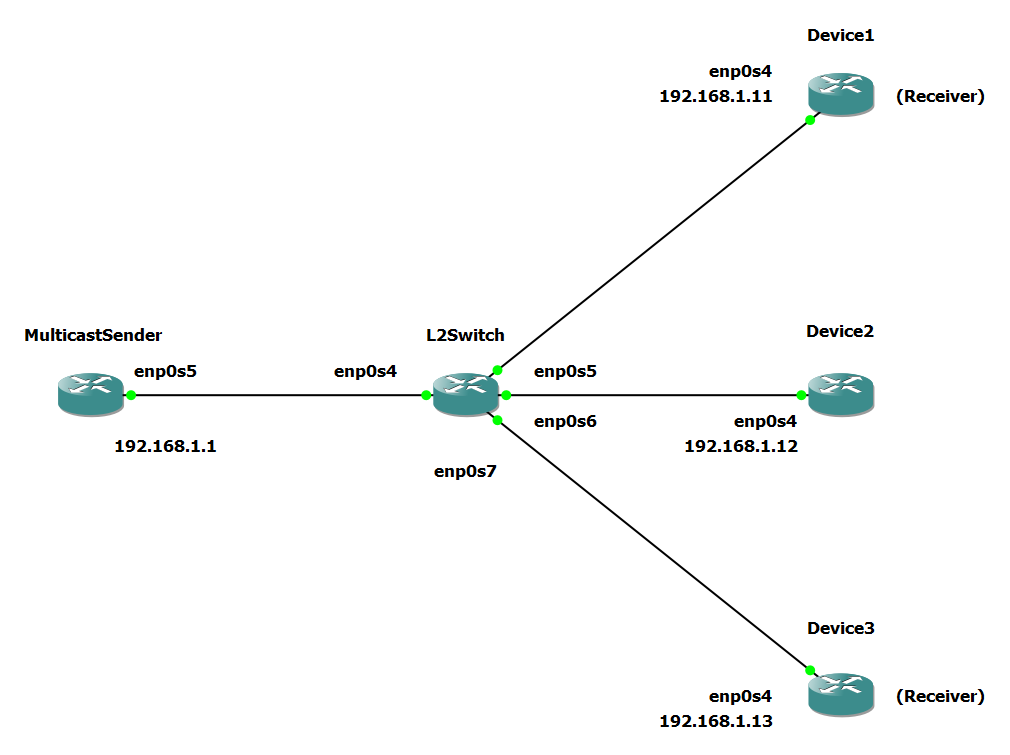 Device1
enp0s4
192.168.1.11
(Receiver)
MulticastSender
L2Switch
Device2
enp0s5
enp0s4
enp0s5
enp0s6
enp0s4
192.168.1.1
192.168.1.12
enp0s7
Device3
enp0s4
192.168.1.13
(Receiver)